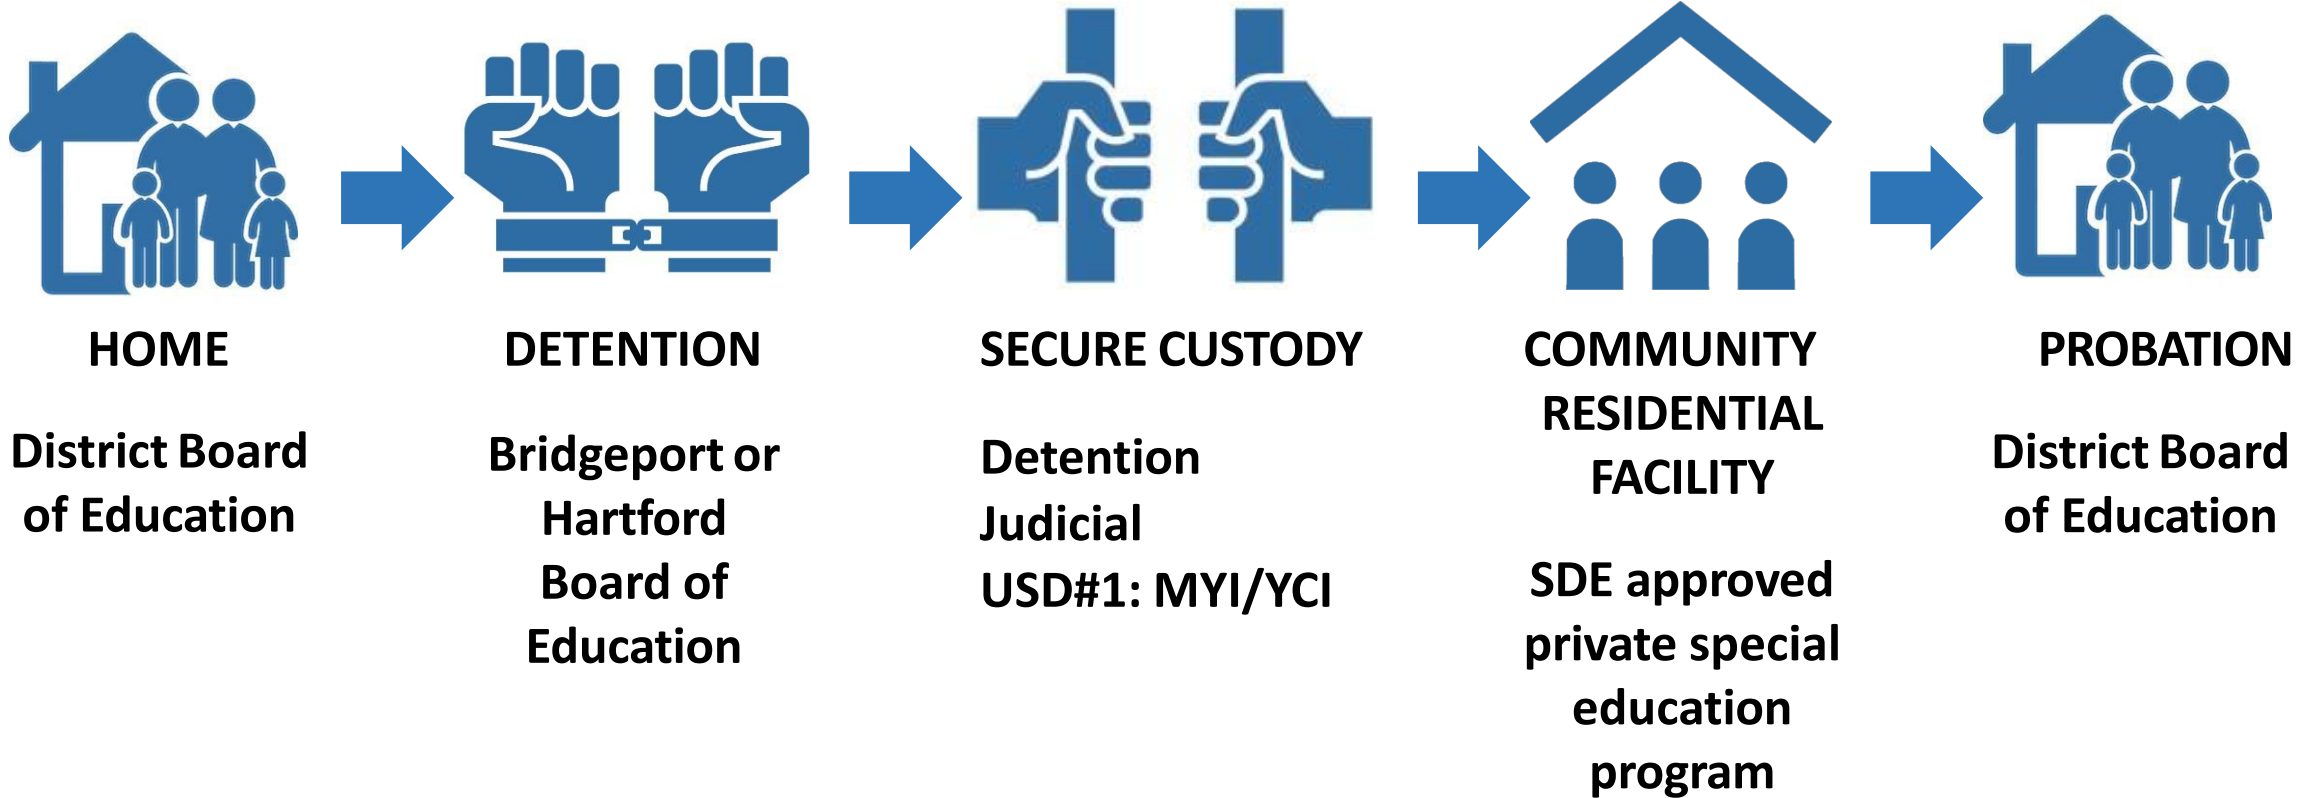 HOME
District Board
of Education
DETENTION
Bridgeport or
Hartford
Board of
Education
SECURE CUSTODY
Detention
Judicial
USD#1: MYI/YCI
COMMUNITY
RESIDENTIAL
FACILITY
SDE approved
private special
education
program
PROBATION
District Board
of Education